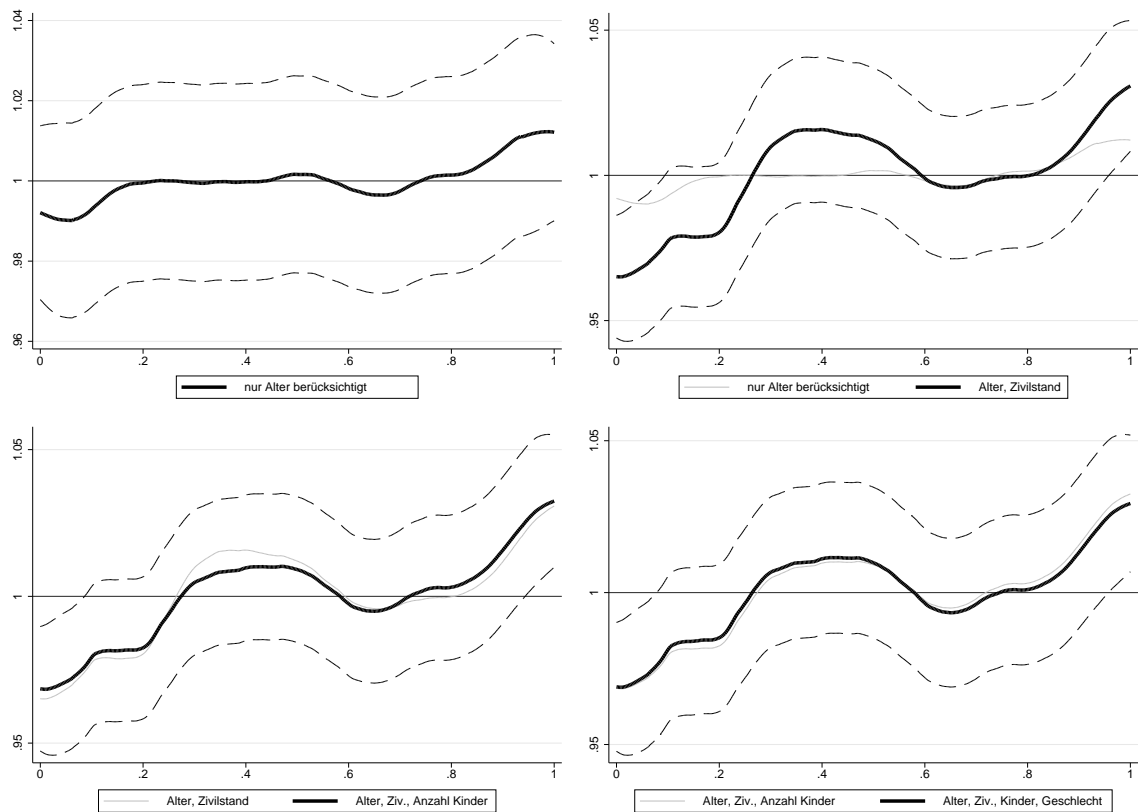 1.04
1.02
1
.98
.96
0 .2 .4 .6 .8 1
nur Alter berücksichtigt
1.05
1
.95
0 .2 .4 .6 .8 1
nur Alter berücksichtigt Alter, Zivilstand
1.05
1
.95
0 .2 .4 .6 .8 1
Alter, Zivilstand Alter, Ziv., Anzahl Kinder
1.05
1
.95
0 .2 .4 .6 .8 1
Alter, Ziv., Anzahl Kinder Alter, Ziv., Kinder, Geschlecht